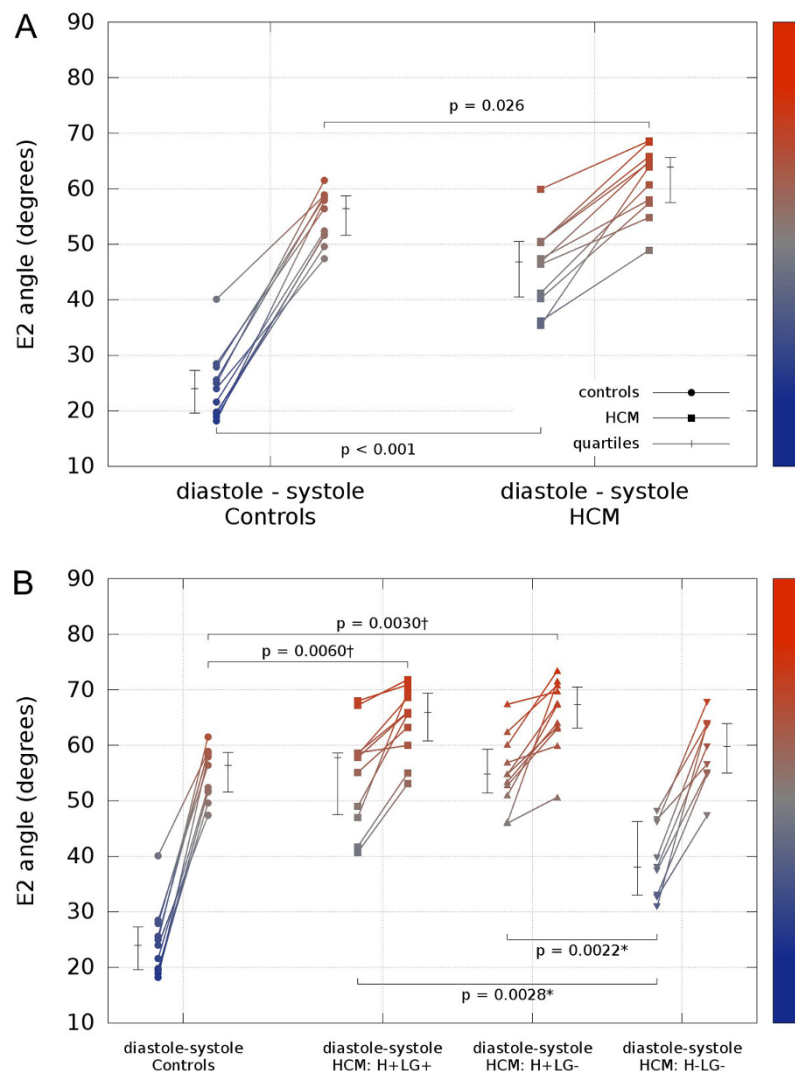 A
90
80
70
60
50
40
30
20
10
E2 angle (degrees)
p = 0.026
p < 0.001
controls
HCM
quartiles
diastole - systole
Controls
diastole - systole
HCM
B
90
80
70
60
50
40
30
20
10
E2 angle (degrees)
p = 0.0030†
p = 0.0060†
p = 0.0022*
p = 0.0028*
diastole-systole
Controls
diastole-systole
HCM: H+LG+
diastole-systole
HCM: H+LG-
diastole-systole
HCM: H-LG-